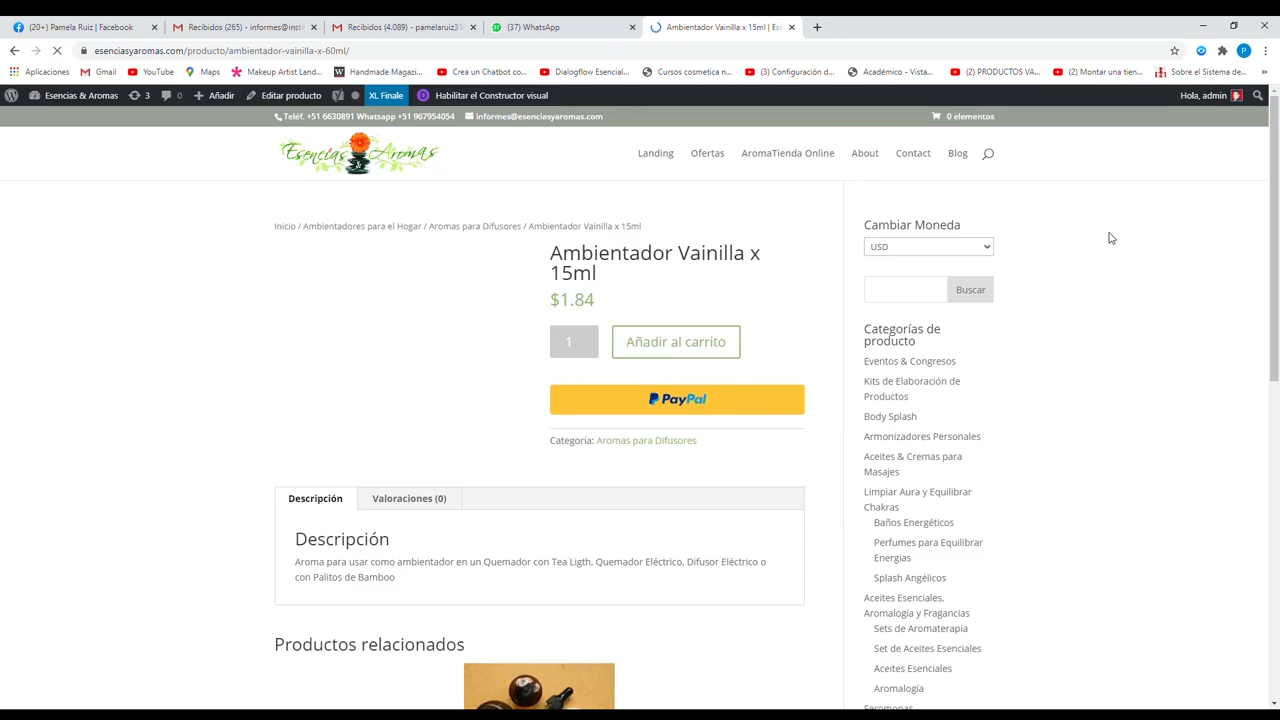 (20+) Pamela Ruiz | Facebook
Recibidos (265) - informes@insti
Recibidos (4.089) - pamelaruiz31
(37) WhatsApp
Ambientador Vainilla x 15ml | Ese
esenciasyaromas.com/producto/ambientador-vainilla-x-60ml/
P
Aplicaciones
Gmail
YouTube
Maps
Makeup Artist Land...
Handmade Magazi...
Crea un Chatbot co...
Dialogflow Esencial...
Cursos cosmetica n...
(3) Configuración d...
Académico - Vista...
(2) PRODUCTOS VA...
(2) Montar una tien...
Sobre el Sistema de...
»
Esencias & Aromas
3
0
Añadir
Editar producto
XL Finale
D
Habilitar el Constructor visual
Hola, admin
Teléf. +51 6630891 Whatsapp +51 967954054
informes@esenciasyaromas.com
0 elementos
Esencias & Aromas
Landing
Ofertas
AromaTienda Online
About
Contact
Blog
Inicio / Ambientadores para el Hogar / Aromas para Difusores / Ambientador Vainilla x 15ml
Ambientador Vainilla x
15ml
$1.84
1
Añadir al carrito
PayPal
Categoría: Aromas para Difusores
Descripción
Valoraciones (0)
Descripción
Aroma para usar como ambientador en un Quemador con Tea Ligth, Quemador Eléctrico, Difusor Eléctrico o
con Palitos de Bamboo
Productos relacionados
Cambiar Moneda
USD
Buscar
Categorías de
producto
Eventos & Congresos
Kits de Elaboración de
Productos
Body Splash
Armonizadores Personales
Aceites & Cremas para
Masajes
Limpiar Aura y Equilibrar
Chakras
Baños Energéticos
Perfumes para Equilibrar
Energias
Splash Angélicos
Aceites Esenciales,
Aromalogía y Fragancias
Sets de Aromaterapia
Set de Aceites Esenciales
Aceites Esenciales
Aromalogía
Feromonas